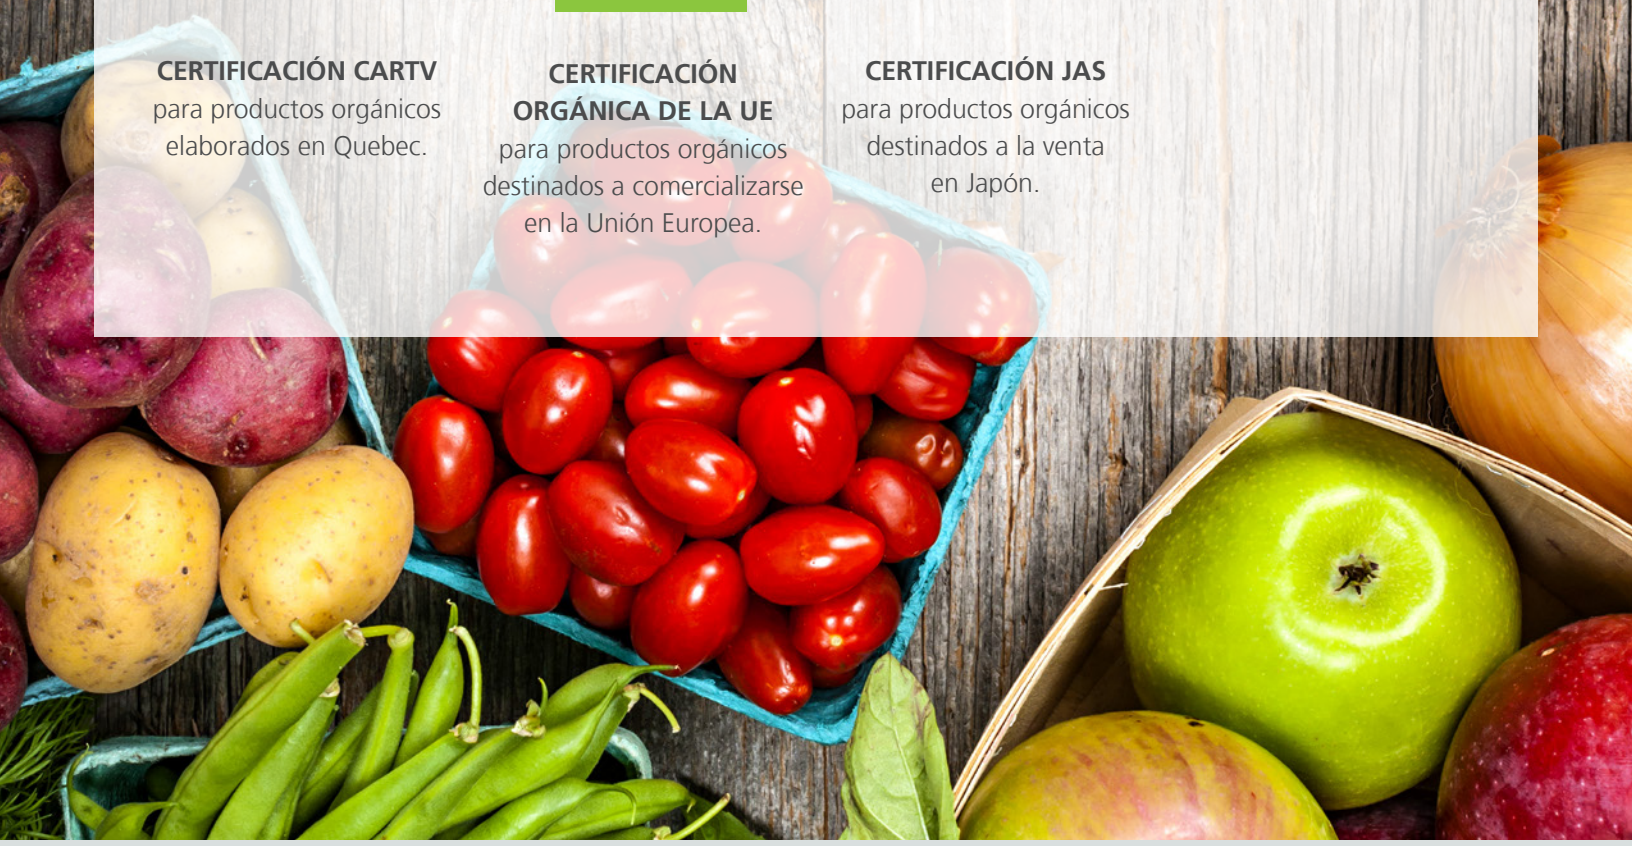 CERTIFICACIÓN CARTV
para productos orgánicos
elaborados en Quebec.
CERTIFICACIÓN
ORGÁNICA DE LA UE
para productos orgánicos
destinados a comercializarse
en la Unión Europea.
CERTIFICACIÓN JAS
para productos orgánicos
destinados a la venta
en Japón.